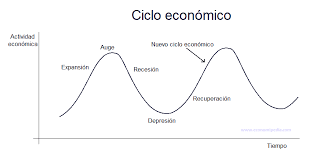 Ciclo económico
Actividad
económica
Auge
Nuevo ciclo económico
Expansión
Recesión
Recuperación
Depresión
Tiempo